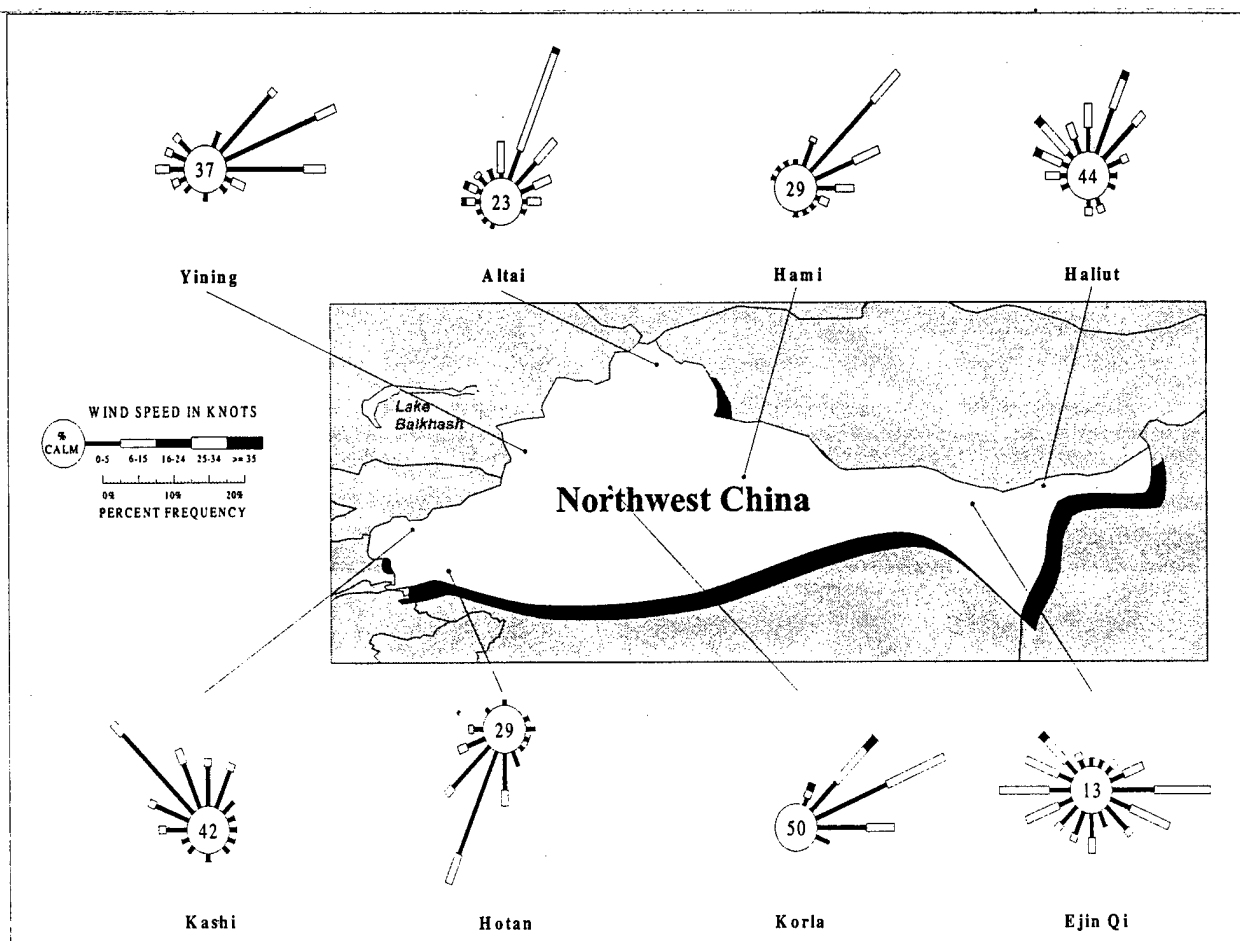 37
23
29
44
Yining
Altai
Hami
Haliut
WIND SPEED IN KNOTS
%
CALM
0-5 6-15 16-24 25-34 >= 35
0% 10% 20%
PERCENT FREQUENCY
Lake
Balkhash
Northwest China
42
29
50
13
Kashi
Hotan
Korla
Ejin Qi